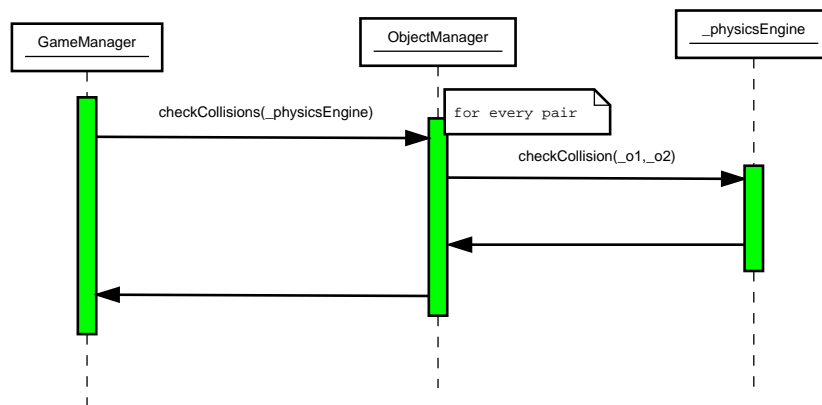 GameManager
ObjectManager
_physicsEngine
checkCollisions(_physicsEngine)
for every pair
checkCollision(_o1,_o2)